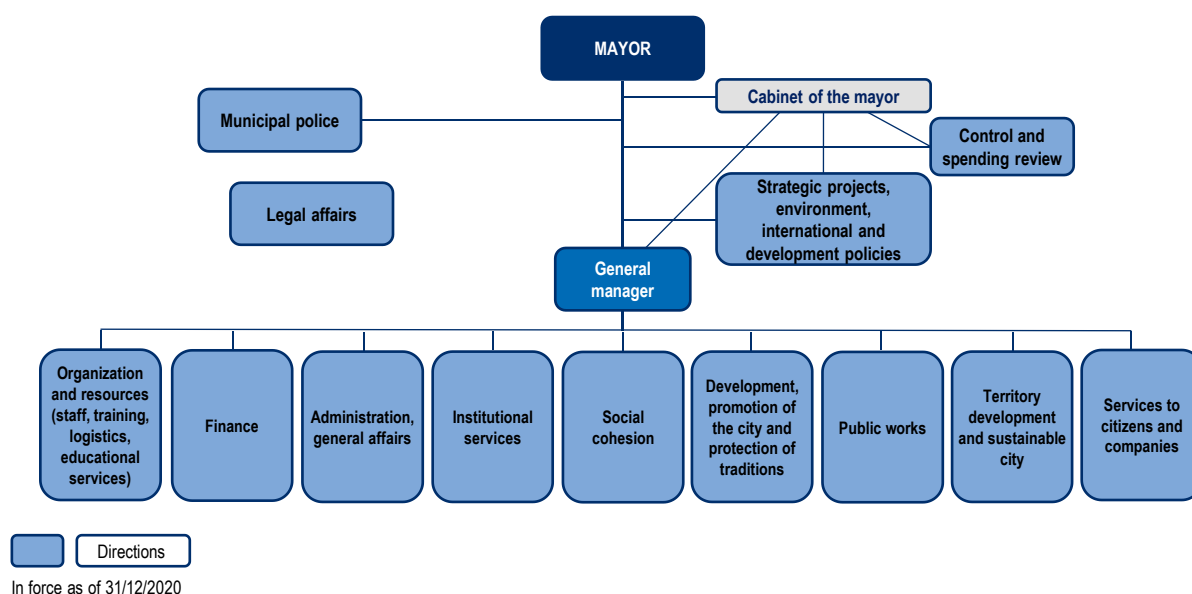 MAYOR
Cabinet of the mayor
Municipal police
Control and
spending review
Legal affairs
Strategic projects,
environment,
international and
development policies
General
manager
Organization
and resources
(staff, training,
logistics,
educational
services)
Finance
Administration,
general affairs
Institutional
services
Social
cohesion
Development,
promotion of
the city and
protection of
traditions
Public works
Territory
development
and sustainable
city
Services to
citizens and
companies
Directions
In force as of 31/12/2020